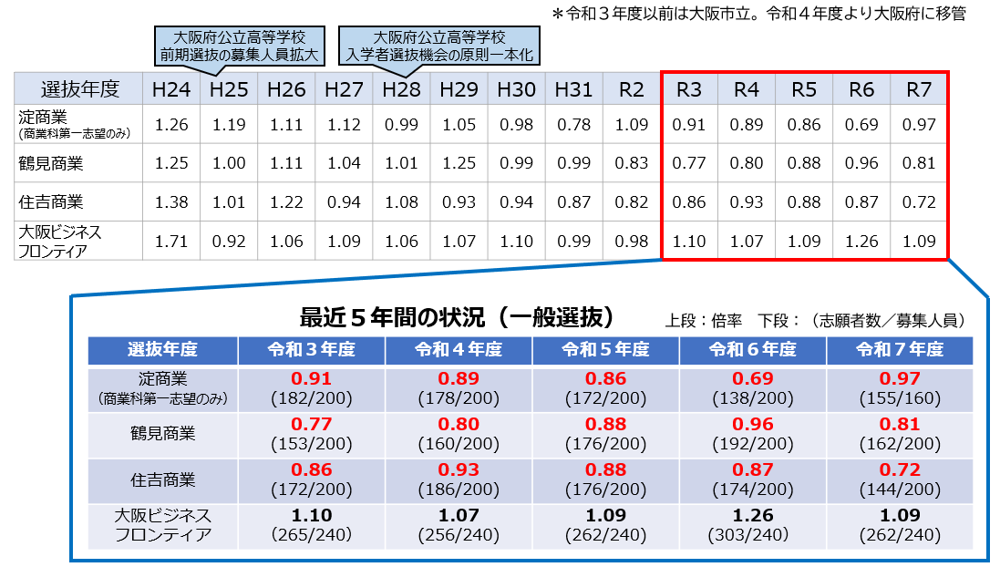 ＊令和３年度以前は大阪市立。令和４年度より大阪府に移管
大阪府公立高等学校
前期選抜の募集人員拡大
大阪府公立高等学校
入学者選抜機会の原則一本化
選抜年度 H24 H25 H26 H27 H28 H29 H30 H31 R2 R3 R4 R5 R6 R7
淀商業
(商業科第一志望のみ) 1.26 1.19 1.11 1.12 0.99 1.05 0.98 0.78 1.09 0.91 0.89 0.86 0.69 0.97
鶴見商業 1.25 1.00 1.11 1.04 1.01 1.25 0.99 0.99 0.83 0.77 0.80 0.88 0.96 0.81
住吉商業 1.38 1.01 1.22 0.94 1.08 0.93 0.94 0.87 0.82 0.86 0.93 0.88 0.87 0.72
大阪ビジネス
フロンティア 1.71 0.92 1.06 1.09 1.06 1.07 1.10 0.99 0.98 1.10 1.07 1.09 1.26 1.09
最近５年間の状況（一般選抜）
上段：倍率　下段：（志願者数／募集人員）
選抜年度 令和３年度 令和４年度 令和５年度 令和６年度 令和７年度
淀商業 0.91 0.89 0.86 0.69 0.97
（商業科第一志望のみ） (182/200) (178/200) (172/200) (138/200) (155/160)
鶴見商業 0.77 0.80 0.88 0.96 0.81
(153/200) (160/200) (176/200) (192/200) (162/200)
住吉商業 0.86 0.93 0.88 0.87 0.72
(172/200) (186/200) (176/200) (174/200) (144/200)
大阪ビジネス 1.10 1.07 1.09 1.26 1.09
フロンティア （265/240） (256/240) (262/240) (303/240） (262/240)